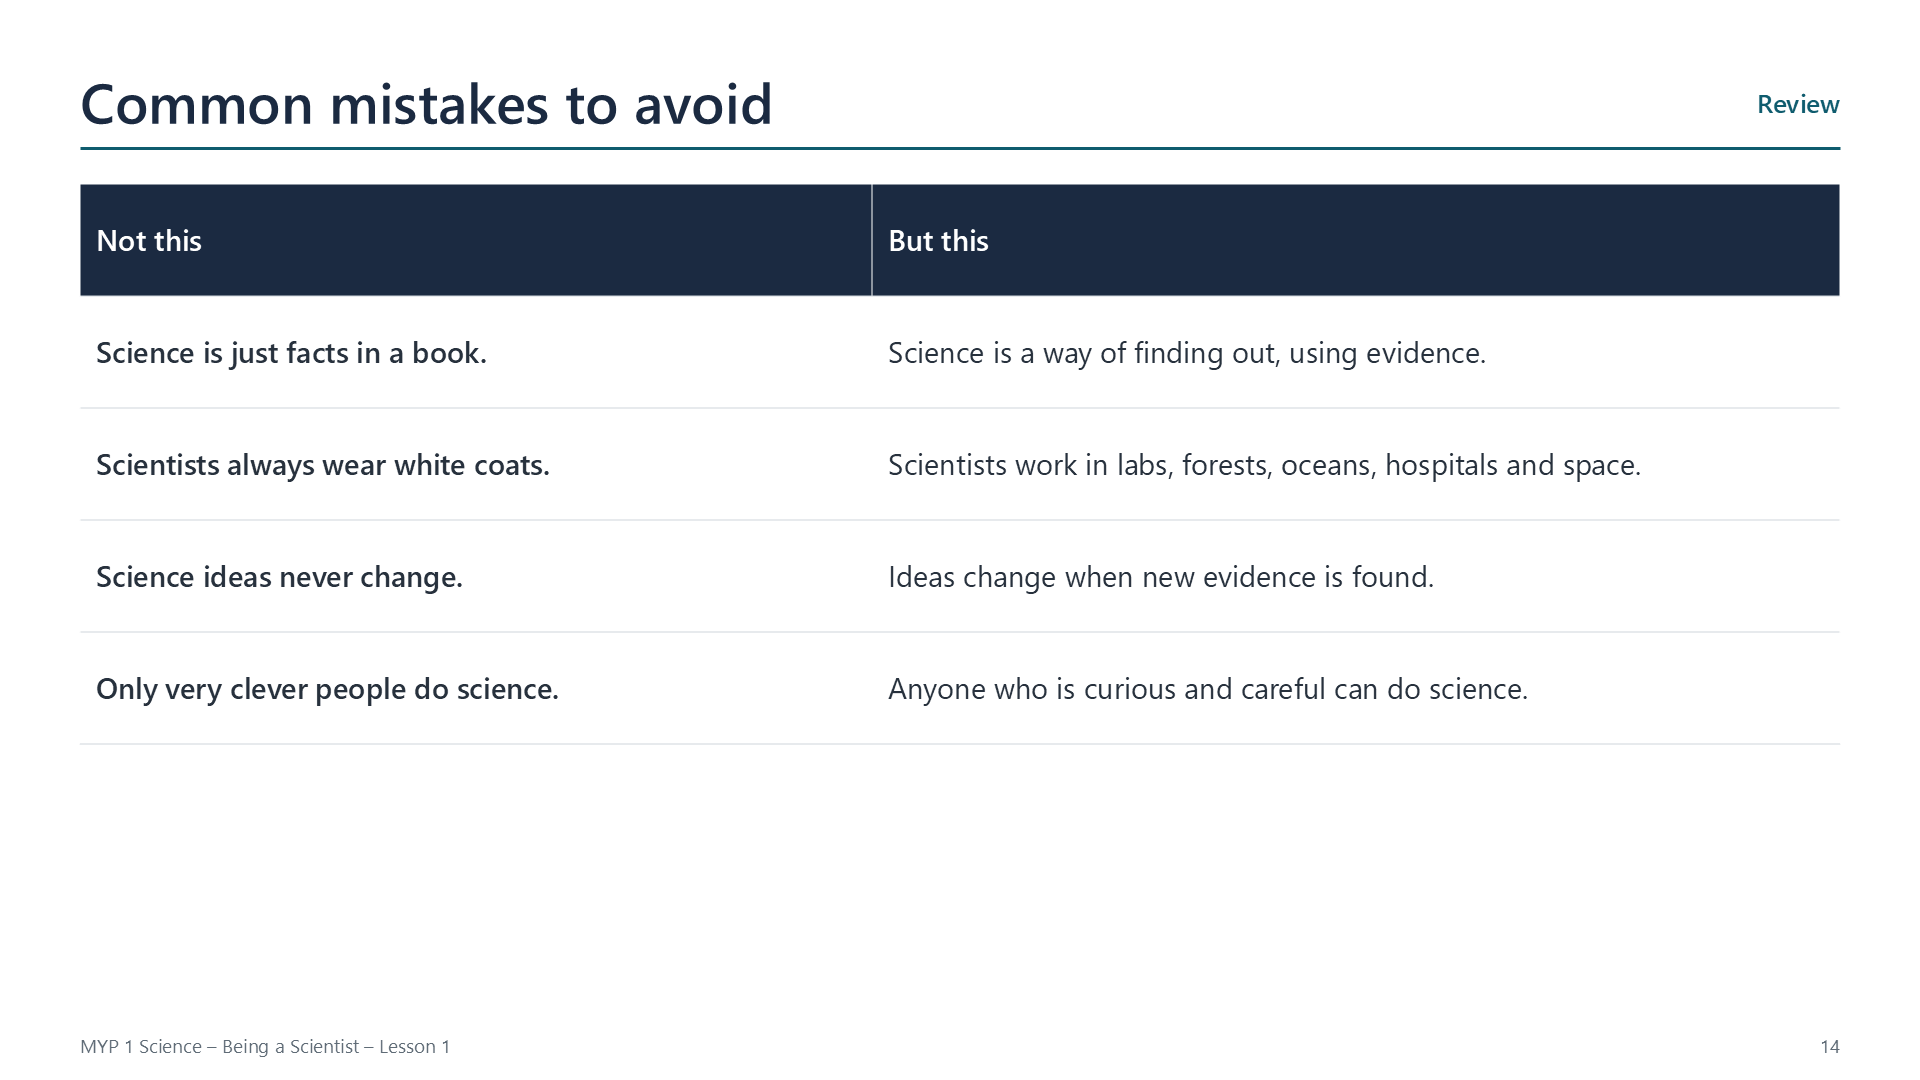 Common mistakes to avoid
Review
Not this
But this
Science is just facts in a book.
Science is a way of finding out, using evidence.
Scientists always wear white coats.
Scientists work in labs, forests, oceans, hospitals and space.
Science ideas never change.
Ideas change when new evidence is found.
Only very clever people do science.
Anyone who is curious and careful can do science.
MYP 1 Science – Being a Scientist – Lesson 1
14